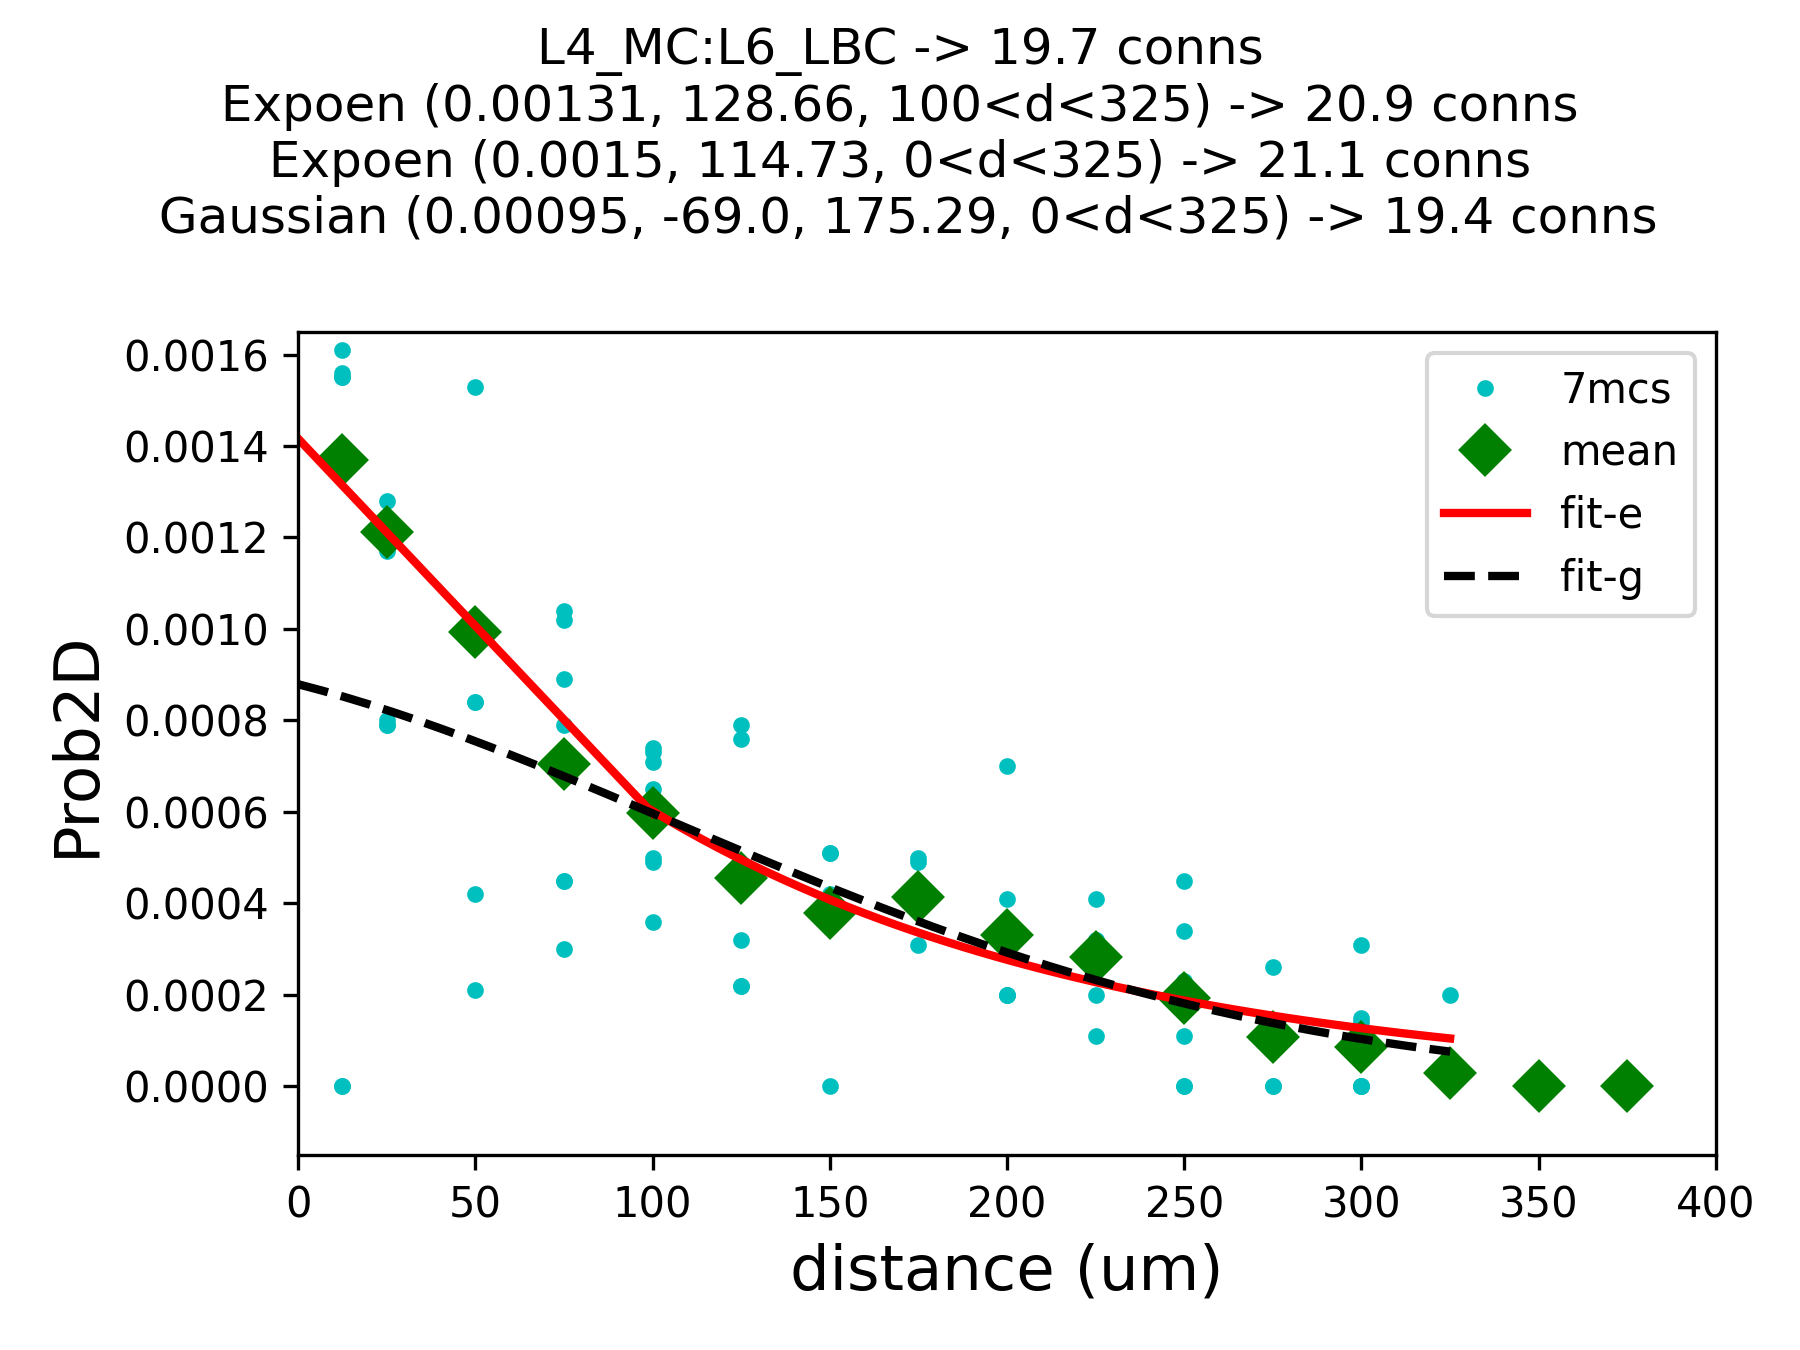 L4_MC:L6_LBC -> 19.7 conns
Expoen (0.00131, 128.66, 100<d<325) -> 20.9 conns
Expoen (0.0015, 114.73, 0<d<325) -> 21.1 conns
Gaussian (0.00095, -69.0, 175.29, 0<d<325) -> 19.4 conns
0.0016
0.0014
0.0012
0.0010
0.0008
0.0006
0.0004
0.0002
0.0000
Prob2D
7mcs
mean
fit-e
fit-g
0 50 100 150 200 250 300 350 400
distance (um)